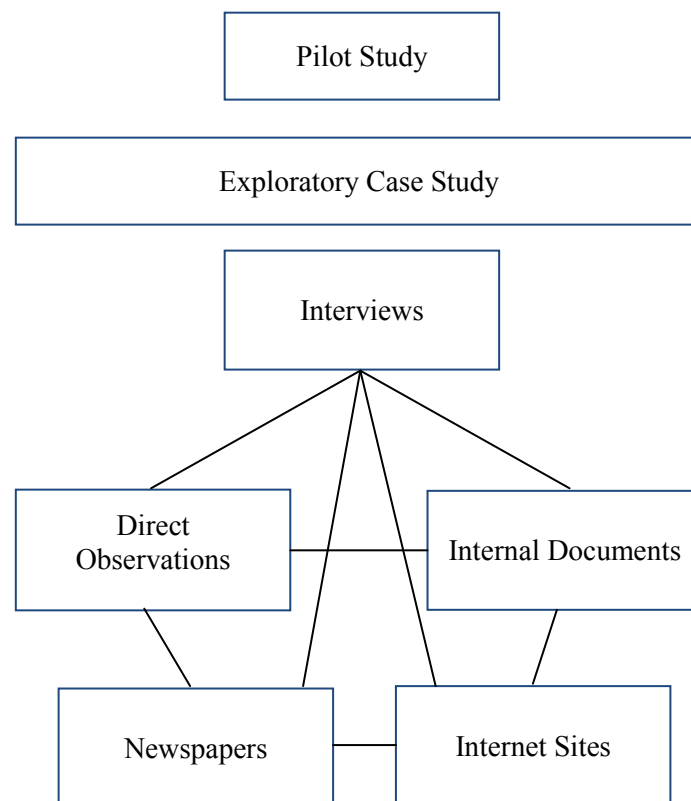 Pilot Study
Exploratory Case Study
Interviews
Direct
Observations
Internal Documents
Newspapers
Internet Sites